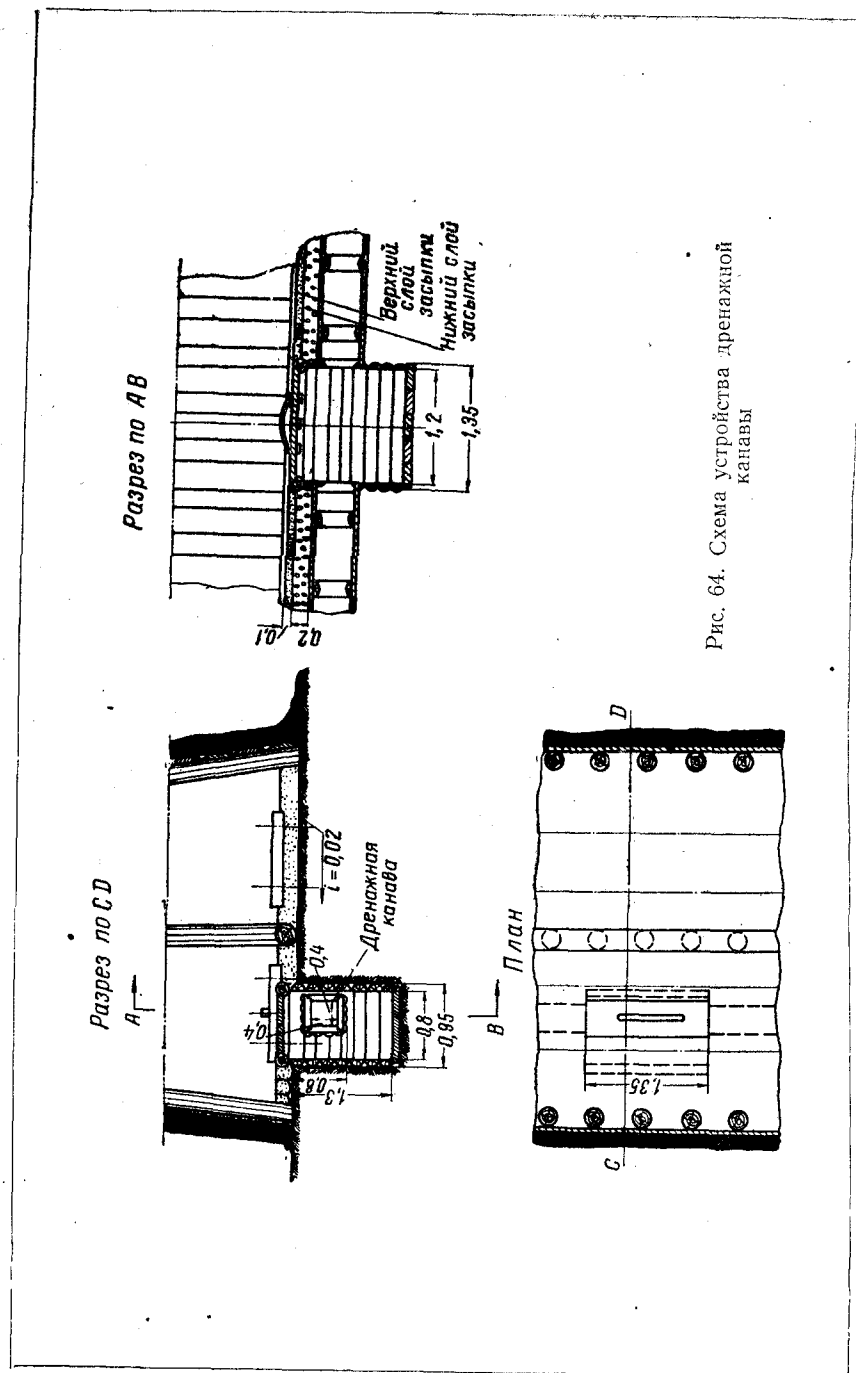 Разрез по CD
A
0,4
0,4
Дренажная
канава
i=0,02
1,3
0,8
0,8
0,95
B
Разрез по AB
0,1
0,2
Верхний
слой
засыпки
Нижний слой
засыпки
1,2
1,35
План
C
D
1,35
Рис. 64. Схема устройства дренажной
канавы